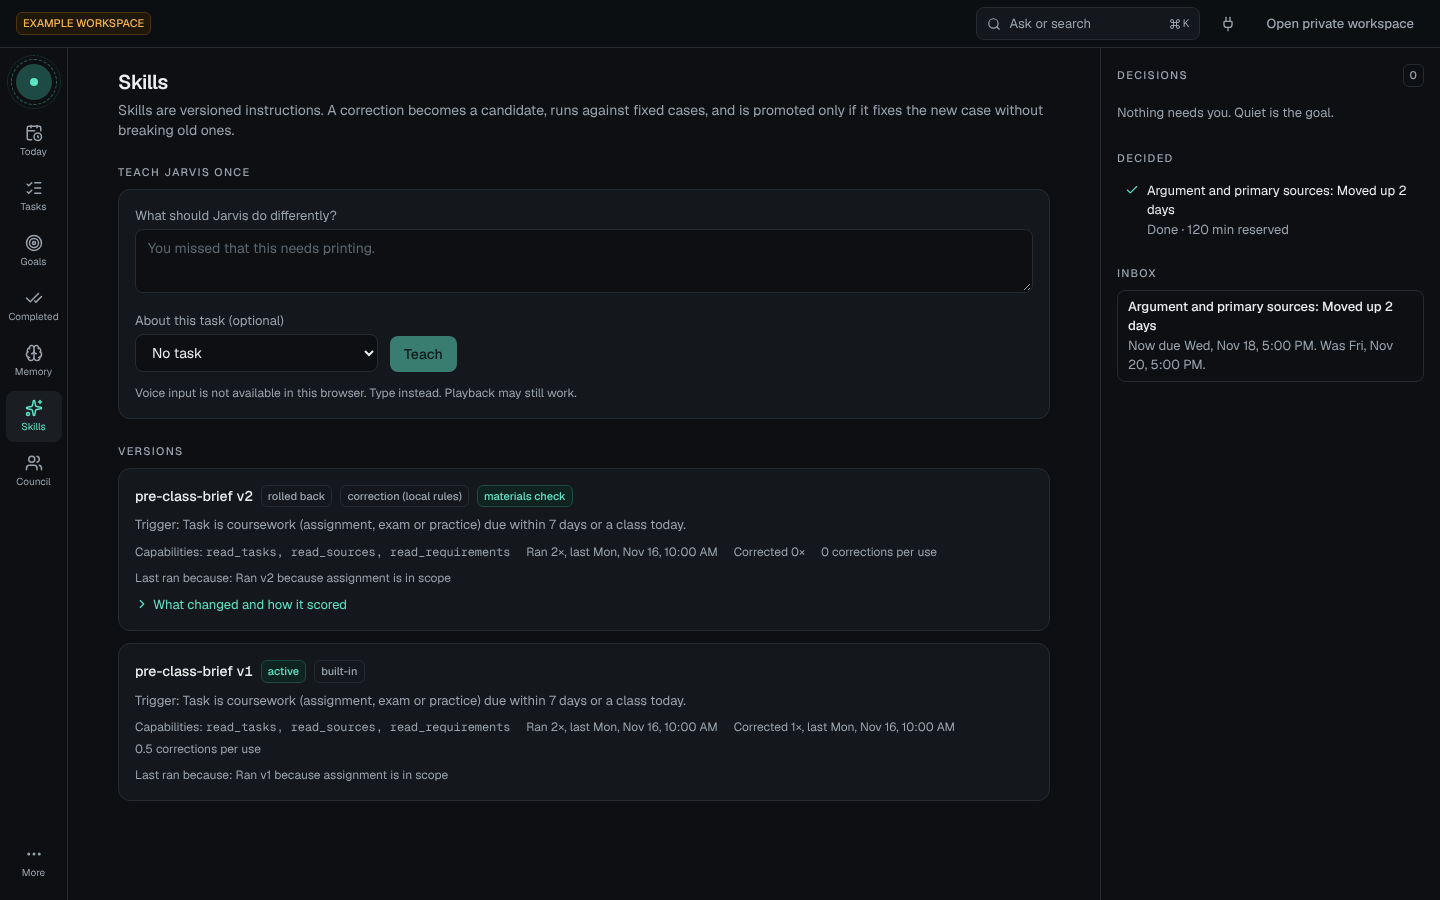 EXAMPLE WORKSPACE
Ask or search
⌘K
Open private workspace
Today
Tasks
Goals
Completed
Memory
Skills
Council
More
Skills
Skills are versioned instructions. A correction becomes a candidate, runs against fixed cases, and is promoted only if it fixes the new case without
breaking old ones.
TEACH JARVIS ONCE
What should Jarvis do differently?
You missed that this needs printing.
About this task (optional)
No task
Teach
Voice input is not available in this browser. Type instead. Playback may still work.
VERSIONS
pre-class-brief v2 rolled back correction (local rules) materials check
Trigger: Task is coursework (assignment, exam or practice) due within 7 days or a class today.
Capabilities: read_tasks, read_sources, read_requirements Ran 2×, last Mon, Nov 16, 10:00 AM Corrected 0× 0 corrections per use
Last ran because: Ran v2 because assignment is in scope
What changed and how it scored
pre-class-brief v1 active built-in
Trigger: Task is coursework (assignment, exam or practice) due within 7 days or a class today.
Capabilities: read_tasks, read_sources, read_requirements Ran 2×, last Mon, Nov 16, 10:00 AM Corrected 1×, last Mon, Nov 16, 10:00 AM
0.5 corrections per use
Last ran because: Ran v1 because assignment is in scope
DECISIONS
0
Nothing needs you. Quiet is the goal.
DECIDED
Argument and primary sources: Moved up 2
days
Done · 120 min reserved
INBOX
Argument and primary sources: Moved up 2
days
Now due Wed, Nov 18, 5:00 PM. Was Fri, Nov
20, 5:00 PM.